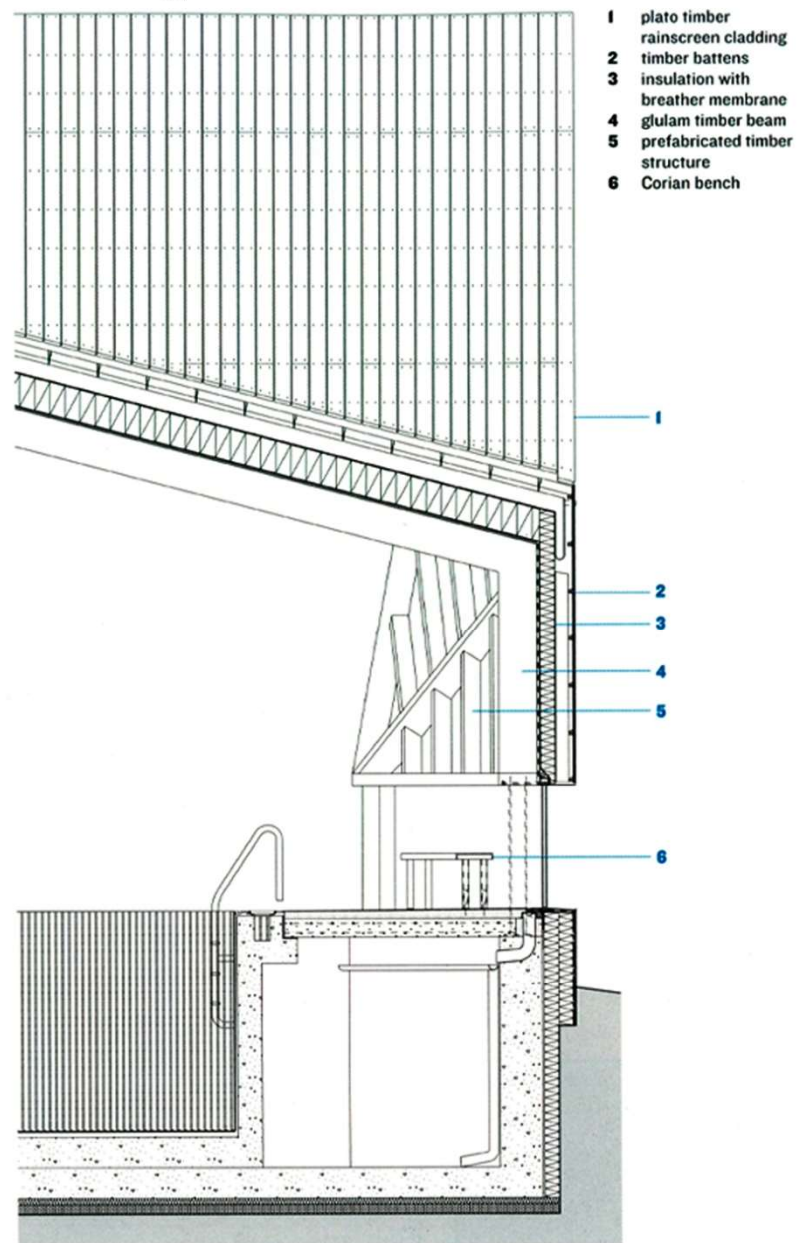 1 plato timber
rainscreen cladding
2 timber battens
3 insulation with
breather membrane
4 glulam timber beam
5 prefabricated timber
structure
6 Corian bench
1
2
3
4
5
6